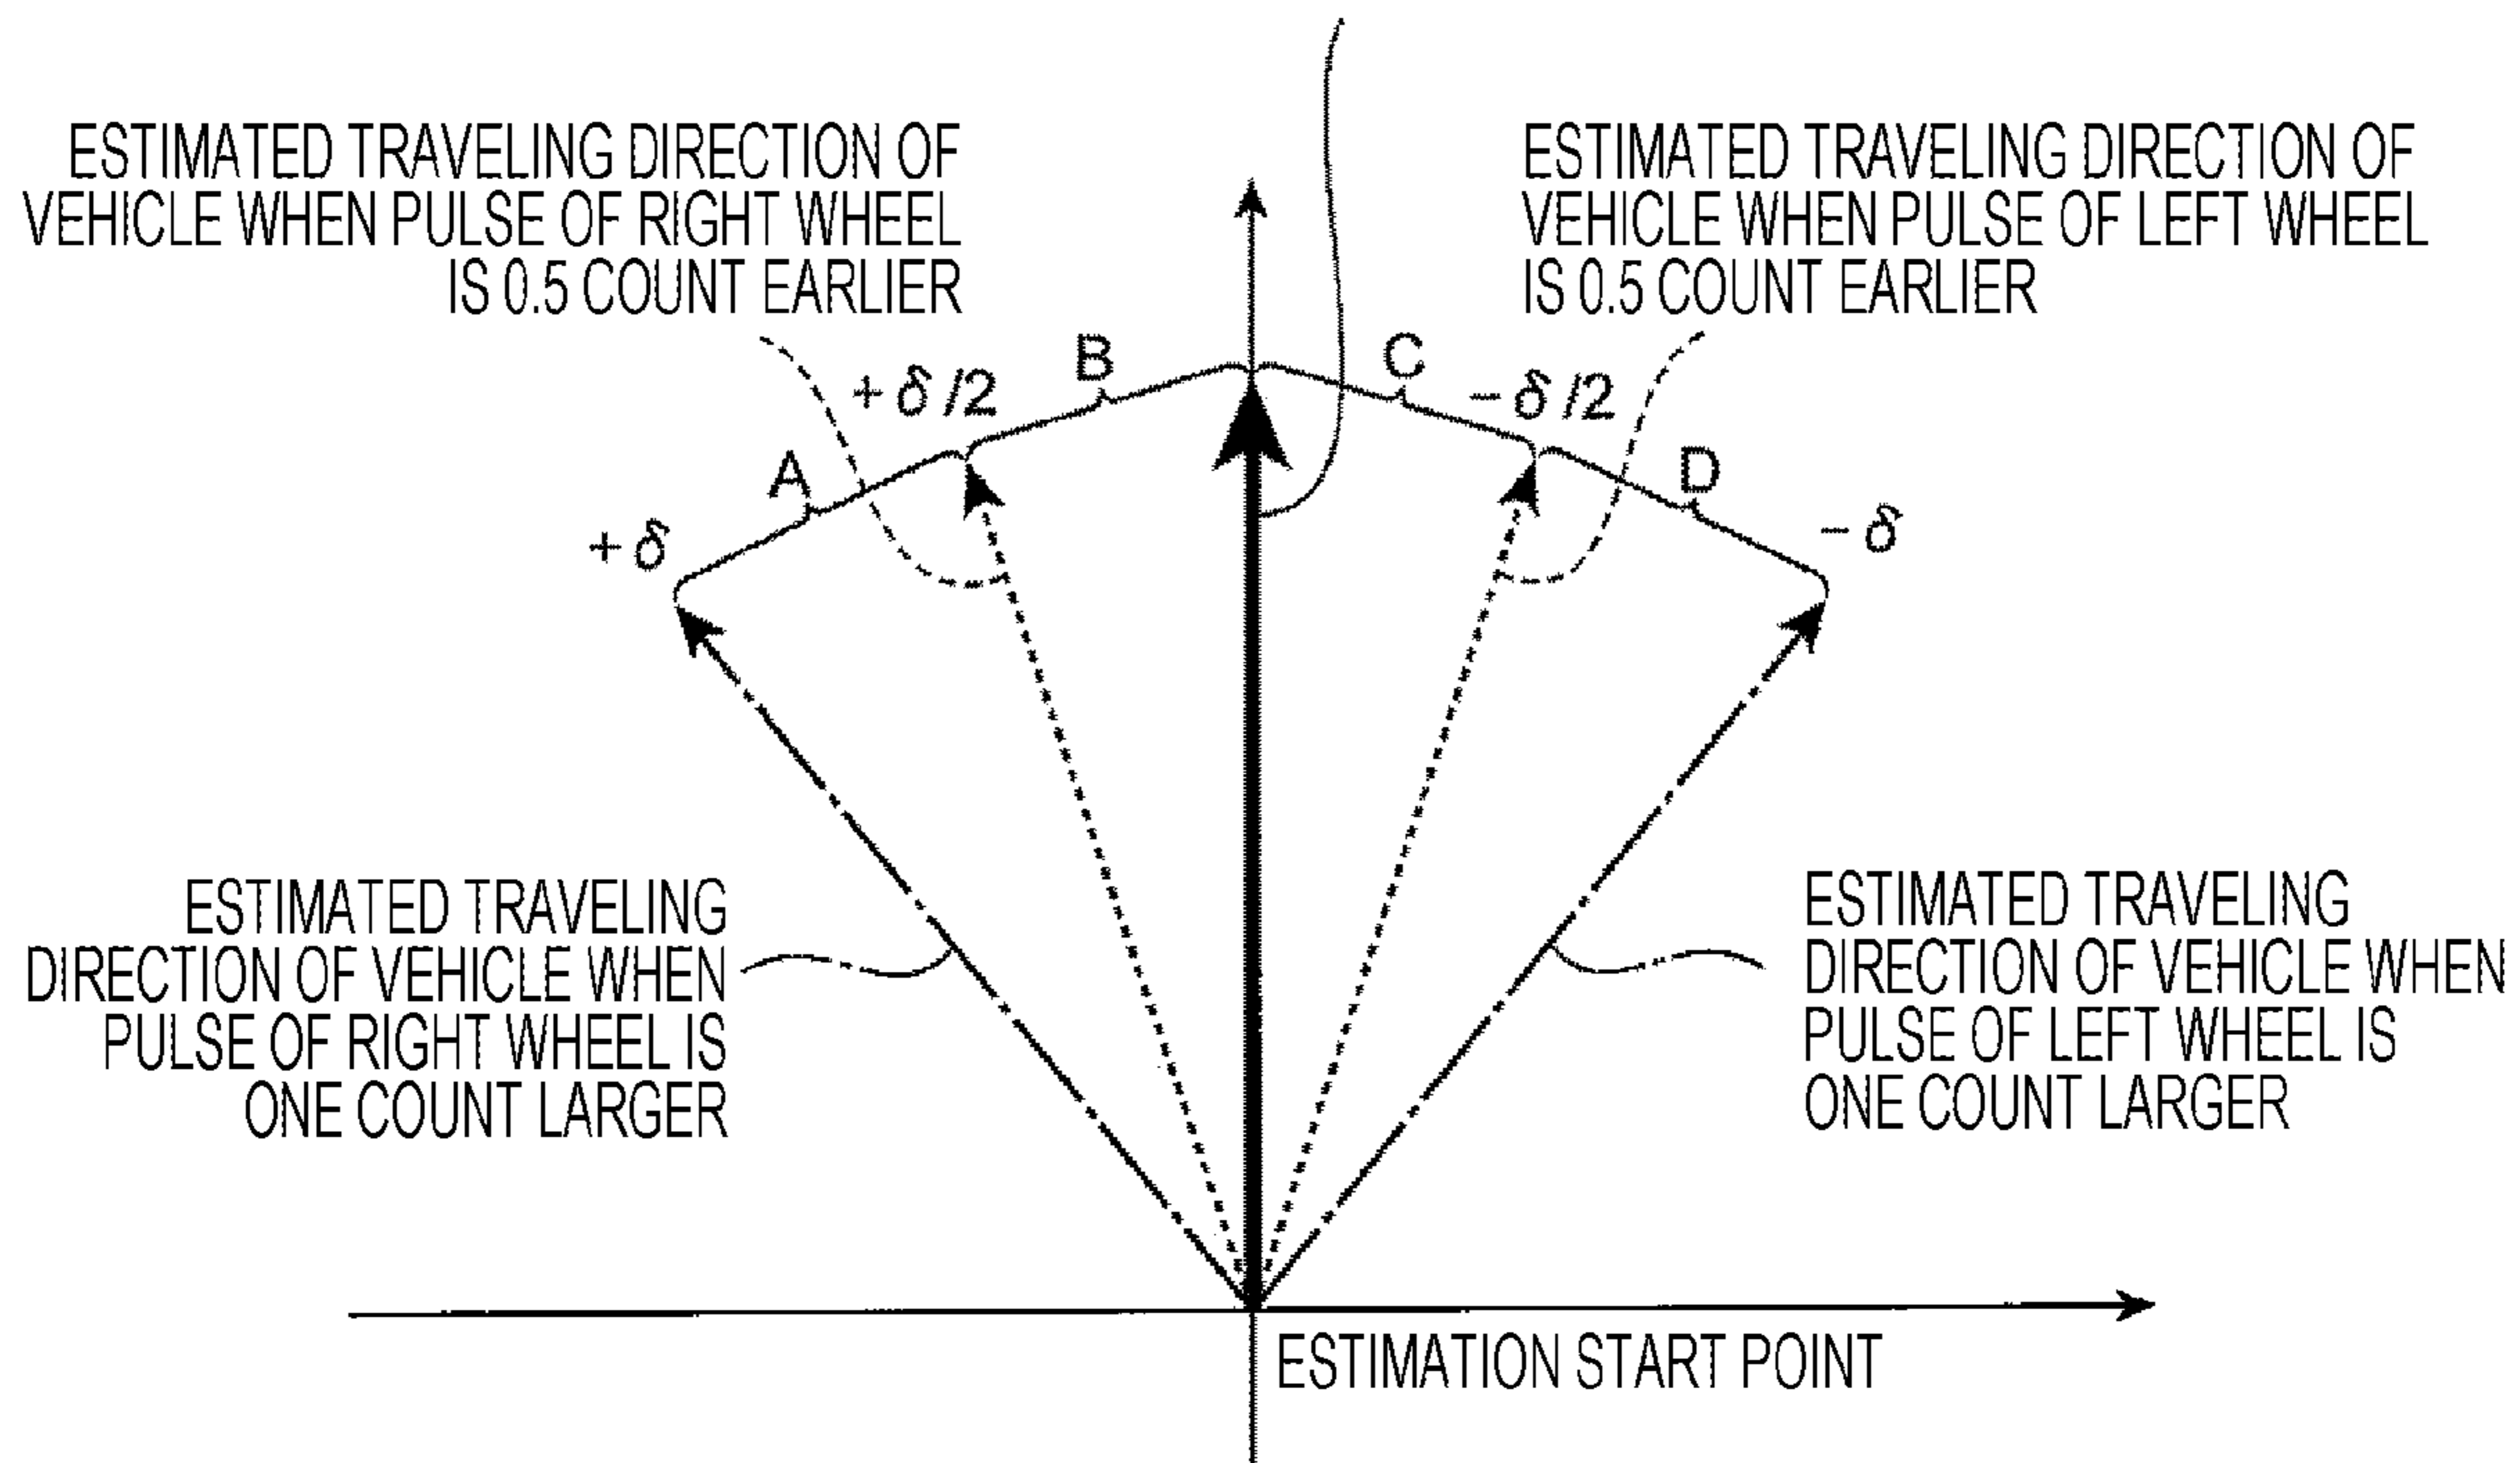 ESTIMATED TRAVELING DIRECTION OF
VEHICLE WHEN PULSE OF RIGHT WHEEL
IS 0.5 COUNT EARLIER
ESTIMATED TRAVELING DIRECTION OF
VEHICLE WHEN PULSE OF LEFT WHEEL
IS 0.5 COUNT EARLIER
B
C
+δ/2
-δ/2
A
D
+δ
-δ
ESTIMATED TRAVELING
DIRECTION OF VEHICLE WHEN
PULSE OF RIGHT WHEEL IS
ONE COUNT LARGER
ESTIMATED TRAVELING
DIRECTION OF VEHICLE WHEN
PULSE OF LEFT WHEEL IS
ONE COUNT LARGER
ESTIMATION START POINT